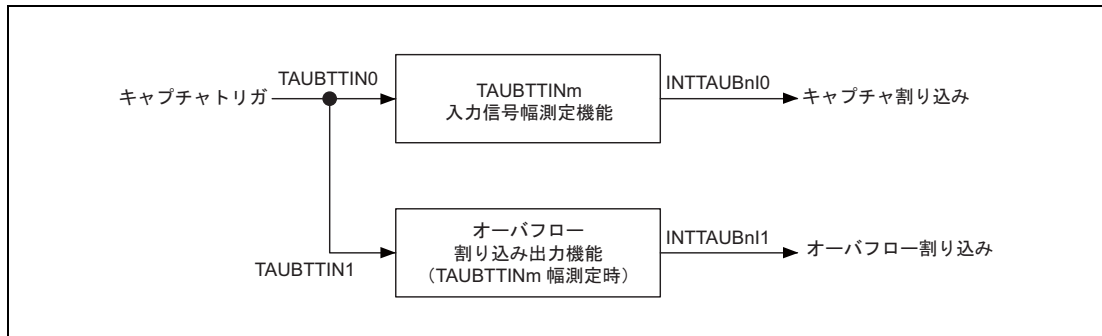 キャプチャトリガ
TAUBTTIN0
TAUBTTINm
入力信号幅測定機能
INTTAUBnI0
キャプチャ割り込み
TAUBTTIN1
オーバフロー
割り込み出力機能
（TAUBTTINm 幅測定時）
INTTAUBnI1
オーバフロー割り込み